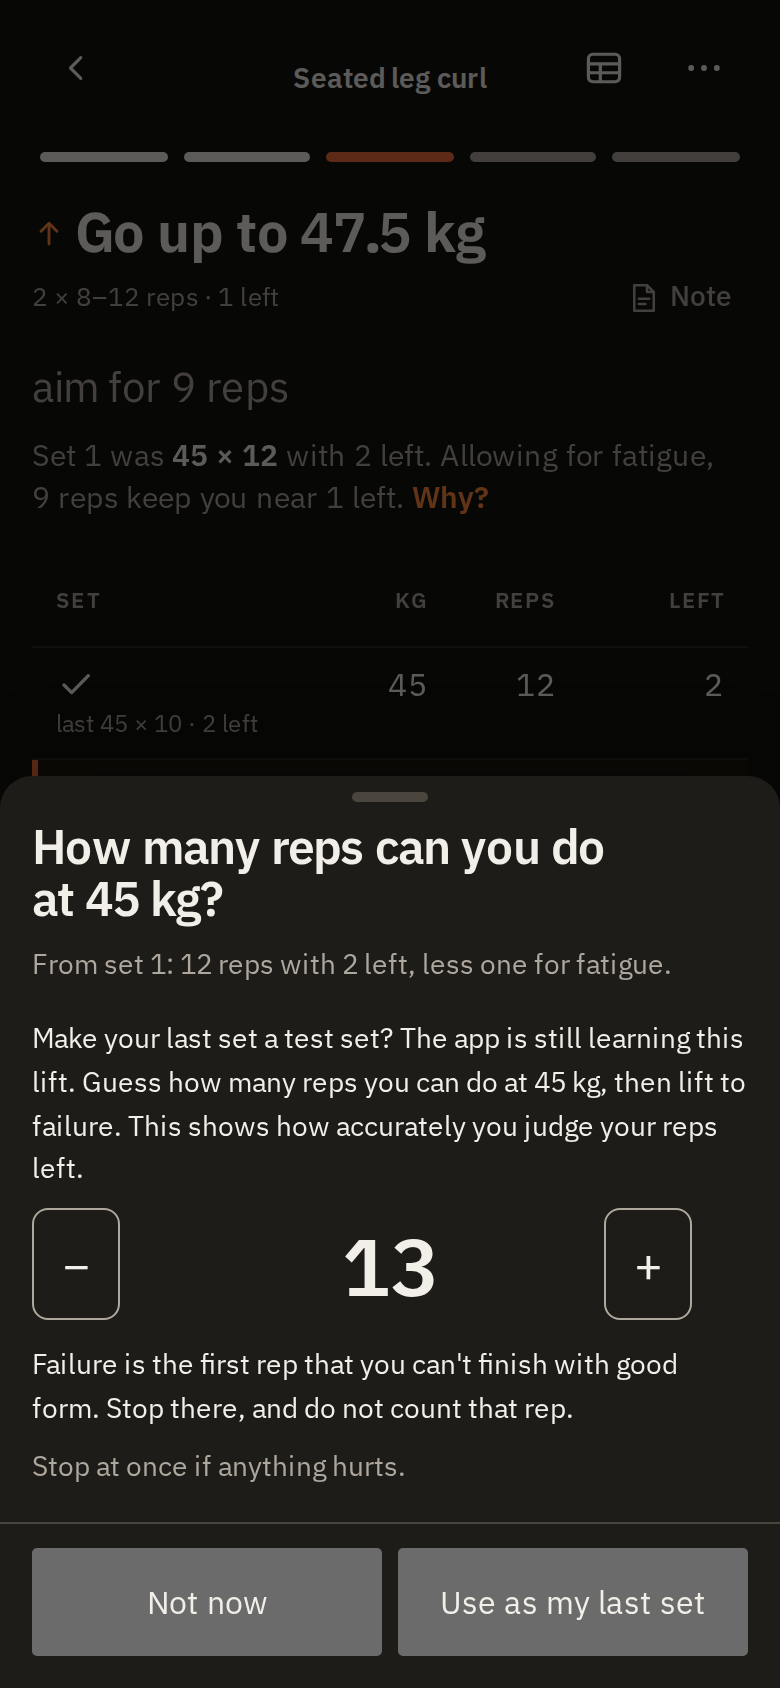 Seated leg curl
↑ Go up to 47.5 kg
2 × 8–12 reps · 1 left
Note
aim for 9 reps
Set 1 was 45 × 12 with 2 left. Allowing for fatigue,
9 reps keep you near 1 left. Why?
SET KG REPS LEFT
45 12 2
last 45 × 10 · 2 left
How many reps can you do
at 45 kg?
From set 1: 12 reps with 2 left, less one for fatigue.
Make your last set a test set? The app is still learning this
lift. Guess how many reps you can do at 45 kg, then lift to
failure. This shows how accurately you judge your reps
left.
− 13 +
Failure is the first rep that you can't finish with good
form. Stop there, and do not count that rep.
Stop at once if anything hurts.
Not now
Use as my last set